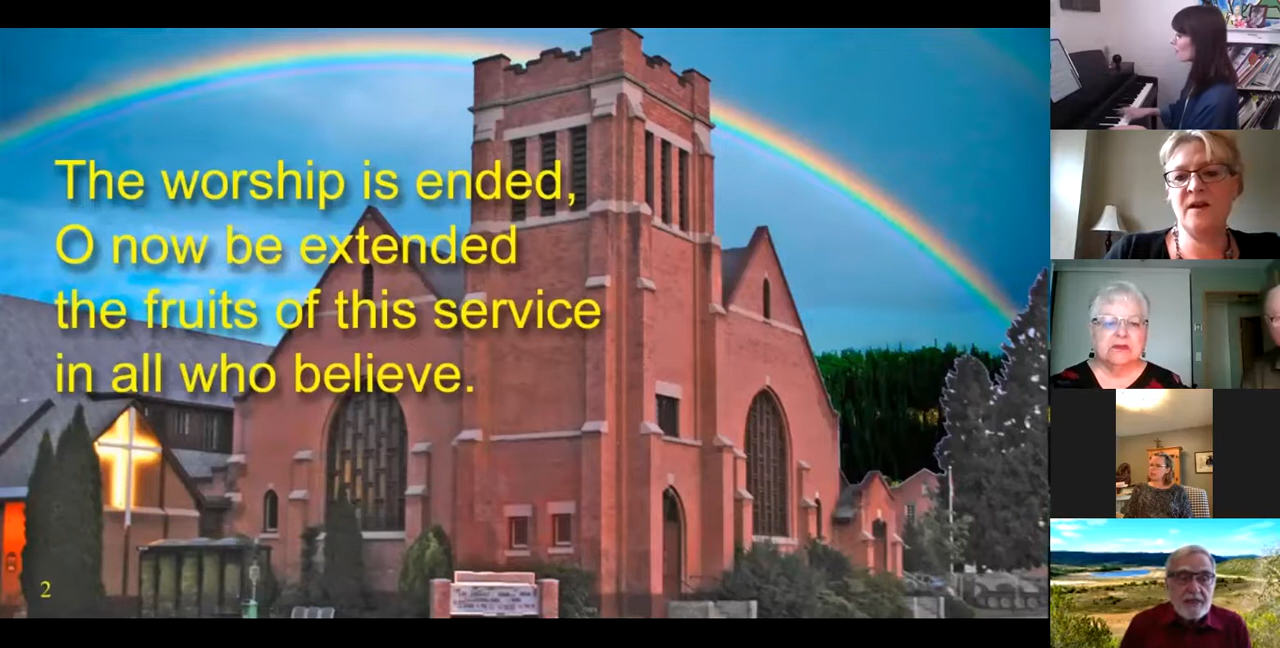 The worship is ended,
O now be extended
the fruits of this service
in all who believe.
2